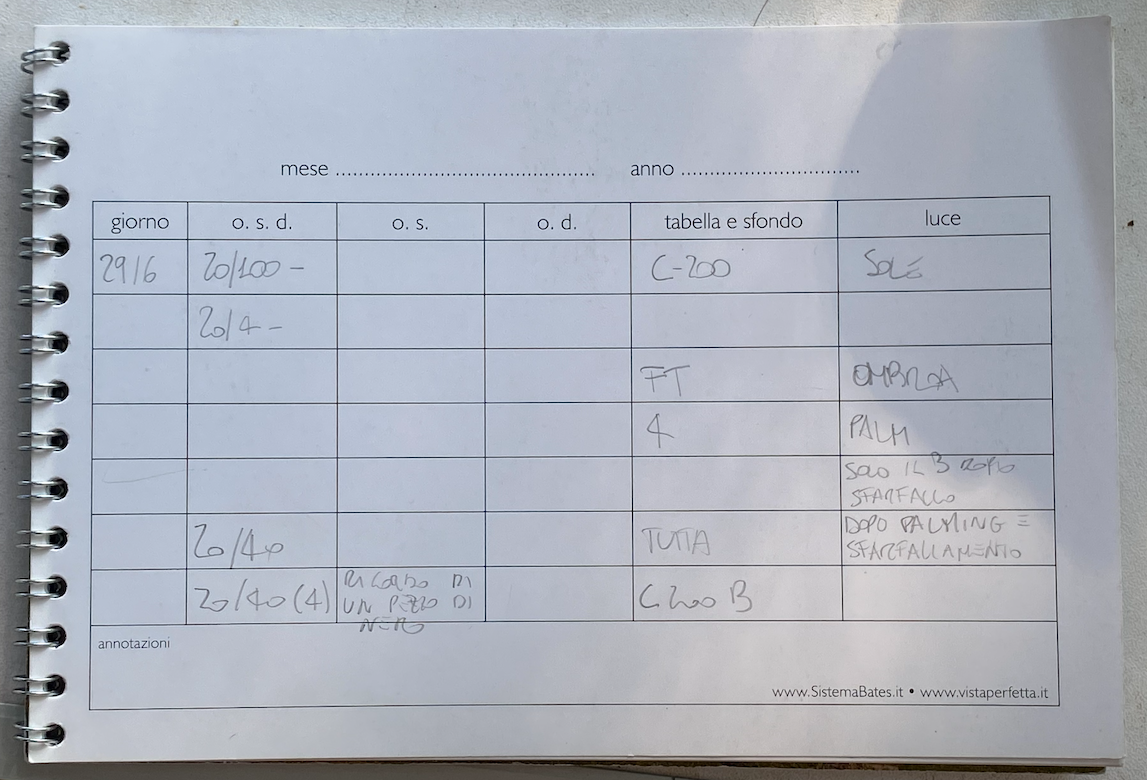 mese ............................................. anno ...............................
giorno o. s. d. o. s. o. d. tabella e sfondo luce
29/6 20/100 - C-200 SOLE
20/4 -
FT OMBRA
4 PALM
SOLO IL 3 DOPO
SFARFALLO
20/40 TUTTA DOPO PALMING E
SFARFALLAMENTO
20/40 (4) RICORDO DI
UN PEZZO DI
NERO
C200 B
annotazioni
www.SistemaBates.it • www.vistaperfetta.it